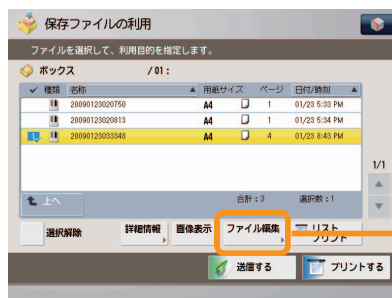 保存ファイルの利用
ファイルを選択して、利用目的を指定します。
ボックス /01:
種類 名称 ▲ 用紙サイズ ページ 日付/時刻 ▲
20090123020750 A4 1 01/23 5:33 PM
20090123020813 A4 1 01/23 5:34 PM
1 20090123033348 A4 4 01/23 8:43 PM
1/1
上へ 合計:3 選択数:1
選択解除 詳細情報 画像表示 ファイル編集 リスト
プリント
送信する プリントする